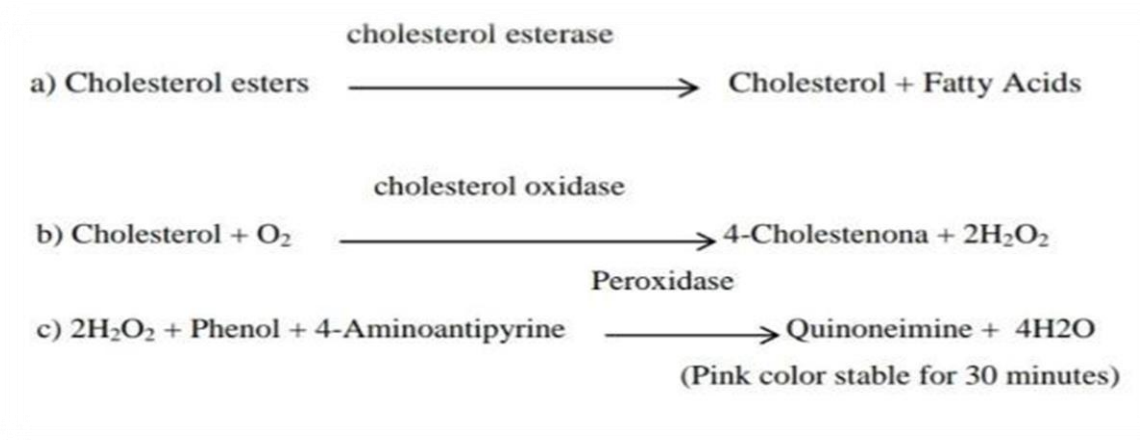 cholesterol esterase
a) Cholesterol esters Cholesterol + Fatty Acids
cholesterol oxidase
b) Cholesterol + O₂ 4-Cholestenona + 2H₂O₂
Peroxidase
c) 2H₂O₂ + Phenol + 4-Aminoantipyrine Quinoneimine + 4H2O
(Pink color stable for 30 minutes)